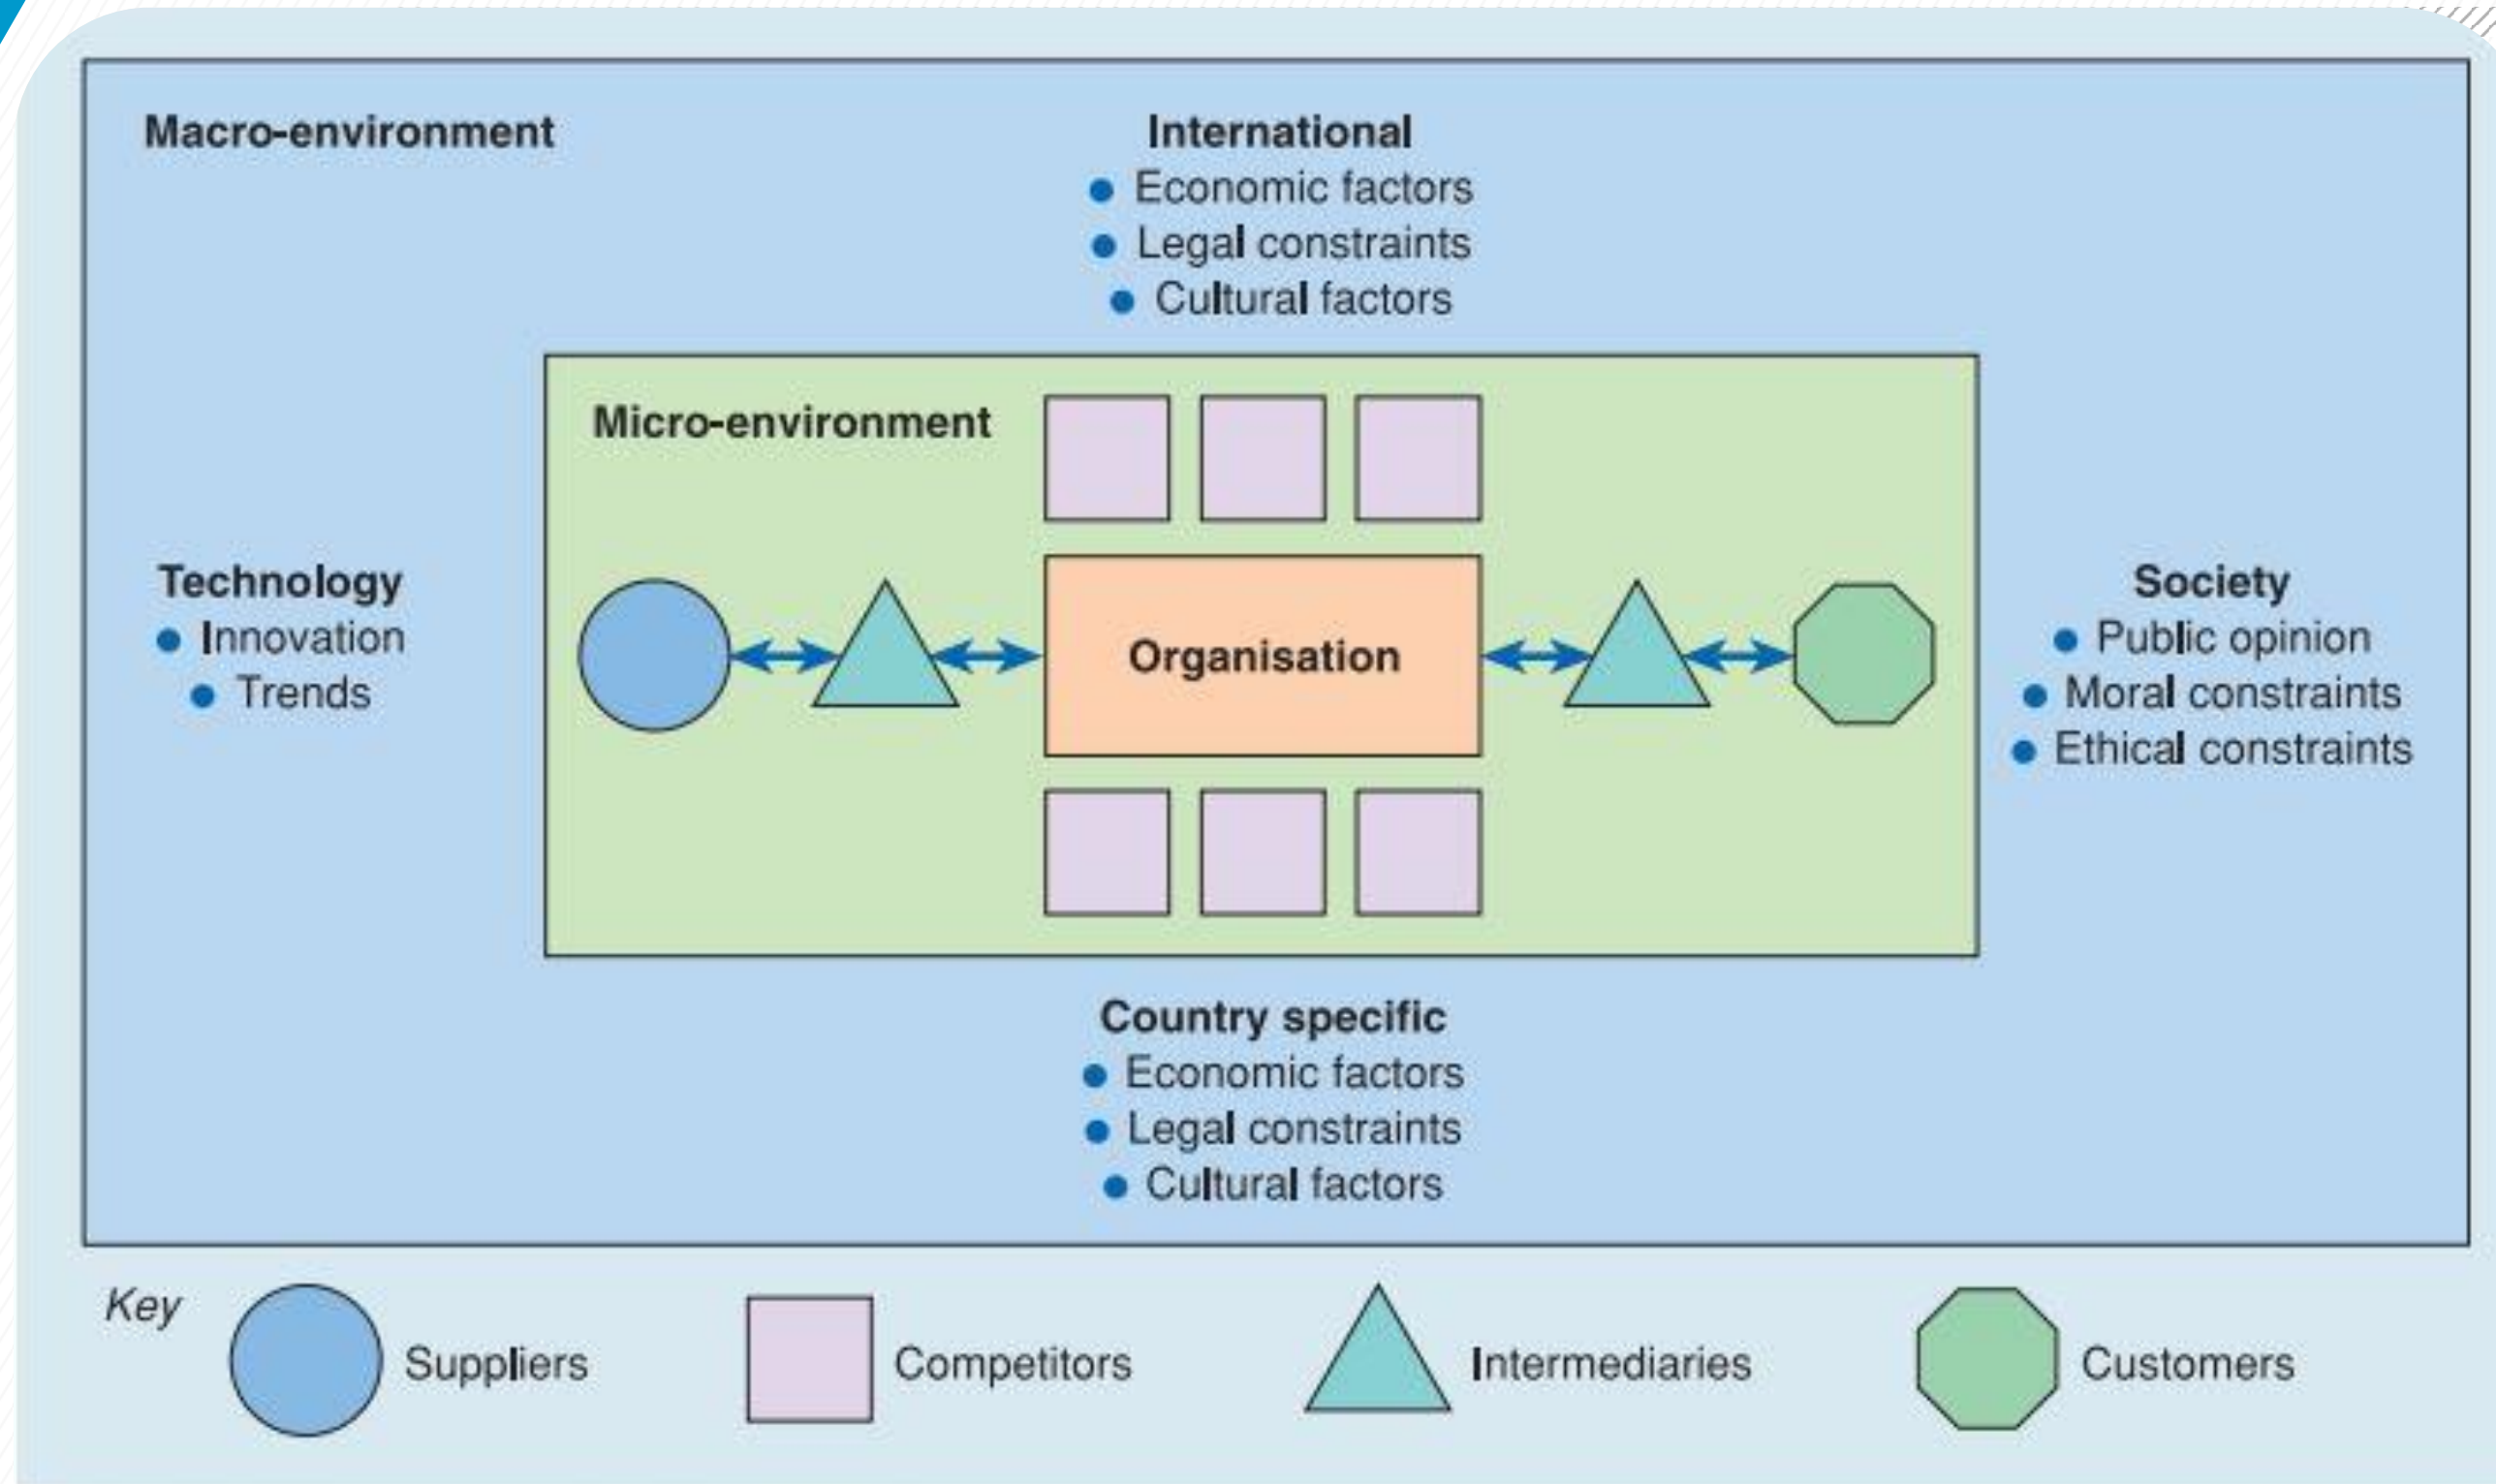 Macro-environment
International
• Economic factors
• Legal constraints
• Cultural factors
Micro-environment
Technology
• Innovation
• Trends
Organisation
Society
• Public opinion
• Moral constraints
• Ethical constraints
Country specific
• Economic factors
• Legal constraints
• Cultural factors
Key
Suppliers
Competitors
Intermediaries
Customers